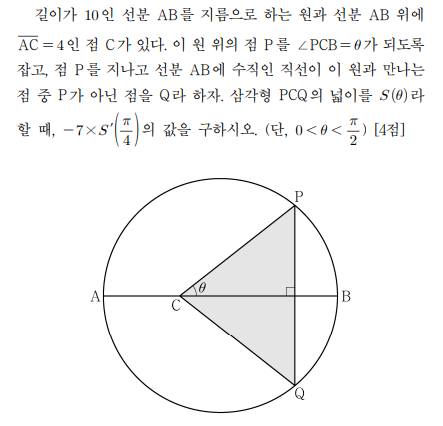 길이가 10인 선분 AB를 지름으로 하는 원과 선분 AB 위에
$\overline{AC}=4$인 점 C가 있다. 이 원 위의 점 P를 ∠PCB=θ가 되도록
잡고, 점 P를 지나고 선분 AB에 수직인 직선이 이 원과 만나는
점 중 P가 아닌 점을 Q라 하자. 삼각형 PCQ의 넓이를 S(θ)라
할 때, $-7\times S'\left(\frac{\pi}{4}\right)$의 값을 구하시오. (단, $0<\theta<\frac{\pi}{2}$) [4점]
P
A
C
θ
B
Q